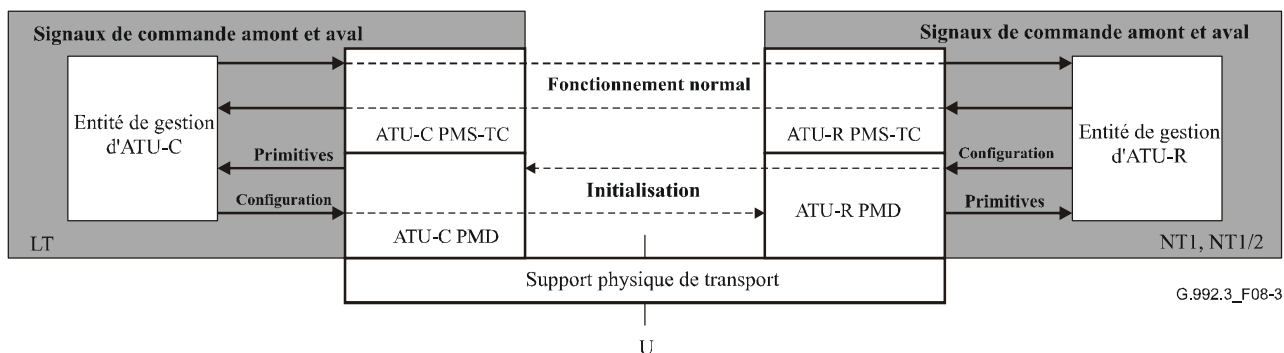 Signaux de commande amont et aval
Signaux de commande amont et aval
Fonctionnement normal
Entité de gestion
d'ATU-C
ATU-C PMS-TC
ATU-R PMS-TC
Entité de gestion
d'ATU-R
Primitives
Configuration
Initialisation
Configuration
ATU-R PMD
Primitives
ATU-C PMD
LT
NT1, NT1/2
Support physique de transport
G.992.3_F08-3
U